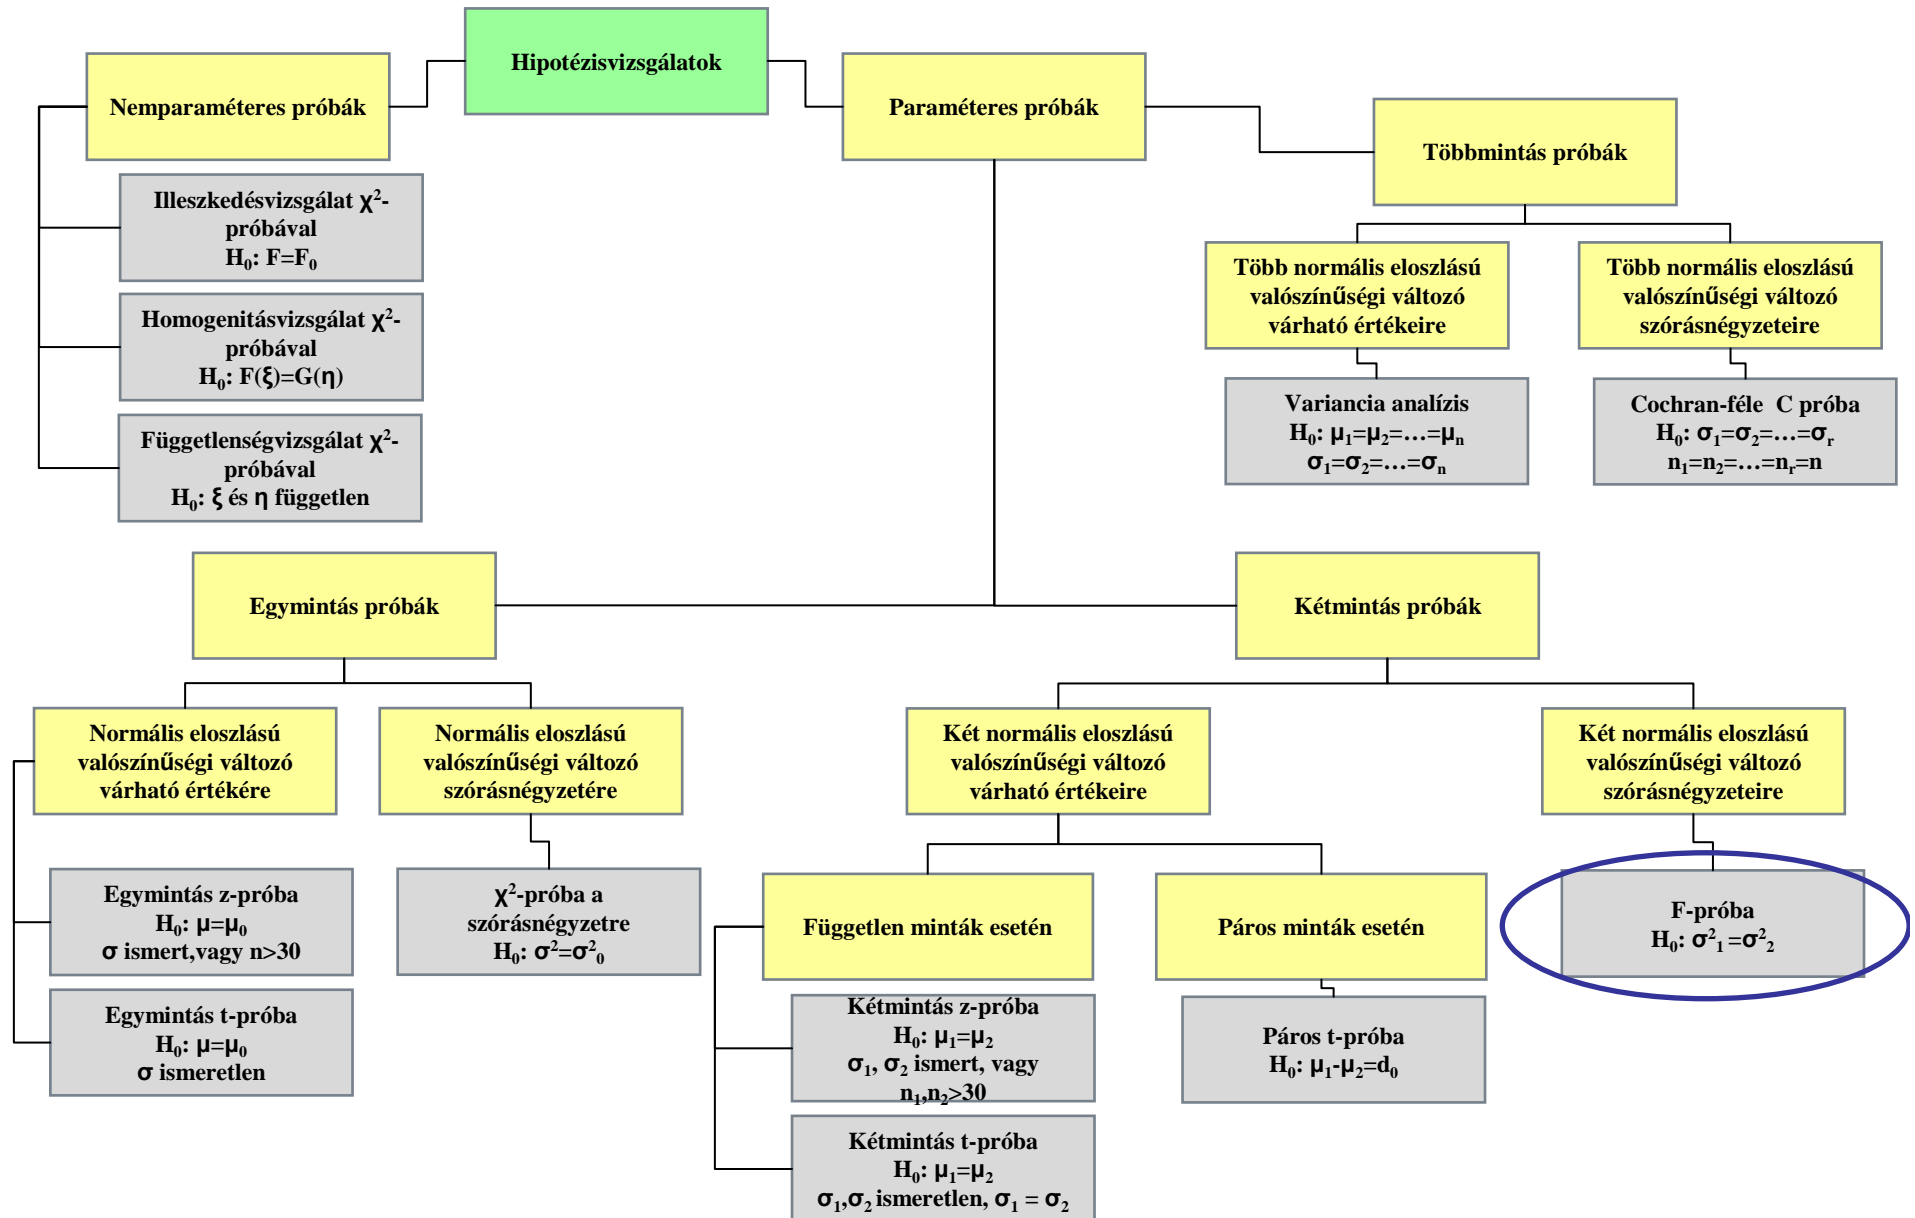 Hipotézisvizsgálatok
Nemparaméteres próbák
Paraméteres próbák
Többmintás próbák
Illeszkedésvizsgálat χ²-
próbával
H₀: F=F₀
Homogenitásvizsgálat χ²-
próbával
H₀: F(ξ)=G(η)
Függetlenségvizsgálat χ²-
próbával
H₀: ξ és η független
Több normális eloszlású
valószínűségi változó
várható értékeire
Több normális eloszlású
valószínűségi változó
szórásnégyzeteire
Variancia analízis
H₀: μ₁=μ₂=…=μₙ
σ₁=σ₂=…=σₙ
Cochran-féle C próba
H₀: σ₁=σ₂=…=σᵣ
n₁=n₂=…=nᵣ=n
Egymintás próbák
Kétmintás próbák
Normális eloszlású
valószínűségi változó
várható értékére
Normális eloszlású
valószínűségi változó
szórásnégyzetére
Két normális eloszlású
valószínűségi változó
várható értékeire
Két normális eloszlású
valószínűségi változó
szórásnégyzeteire
Egymintás z-próba
H₀: μ=μ₀
σ ismert,vagy n>30
Egymintás t-próba
H₀: μ=μ₀
σ ismeretlen
χ²-próba a
szórásnégyzetre
H₀: σ²=σ²₀
Független minták esetén
Páros minták esetén
F-próba
H₀: σ²₁=σ²₂
Kétmintás z-próba
H₀: μ₁=μ₂
σ₁, σ₂ ismert, vagy
n₁,n₂>30
Kétmintás t-próba
H₀: μ₁=μ₂
σ₁,σ₂ ismeretlen, σ₁ = σ₂
Páros t-próba
H₀: μ₁-μ₂=d₀